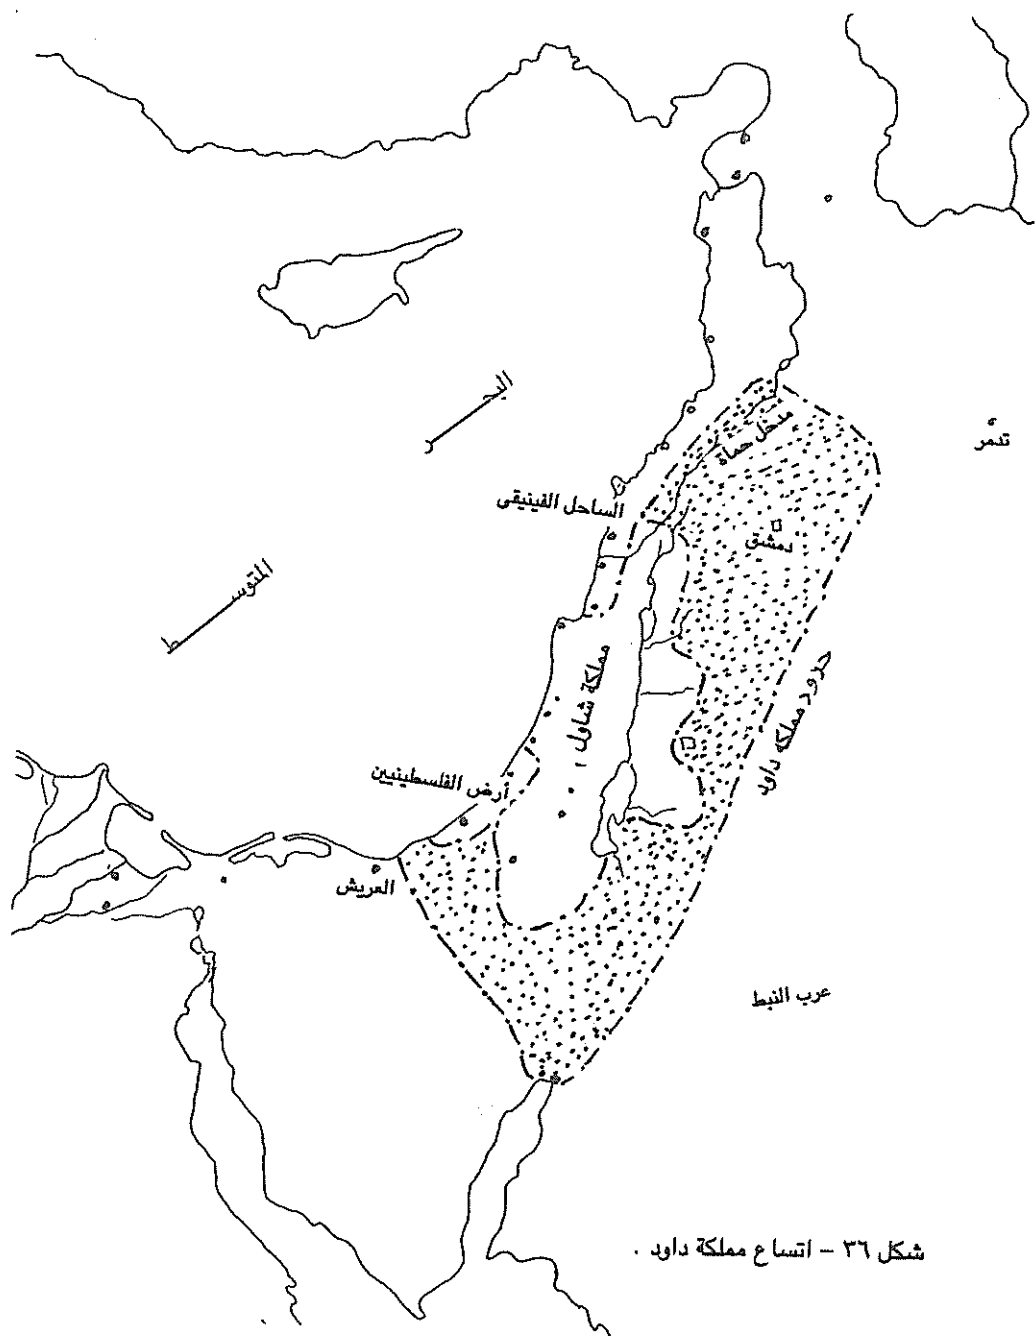 البحر
المتوسط
تدمر
مدخل حماة
الساحل الفينيقى
دمشق
مملكة شاول
حدود مملكة داود
أرض الفلسطينيين
العريش
عرب النبط
شكل ٣٦ – اتساع مملكة داود .